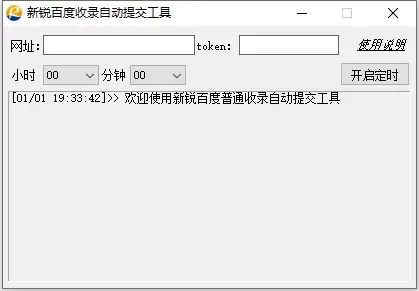 新锐百度收录自动提交工具
网址: token: 使用说明
小时 00 分钟 00 开启定时
[01/01 19:33:42]>> 欢迎使用新锐百度普通收录自动提交工具